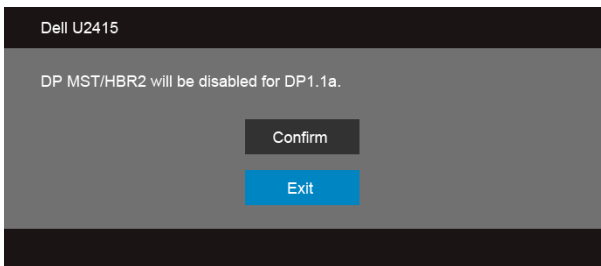 Dell U2415
DP MST/HBR2 will be disabled for DP1.1a.
Confirm
Exit